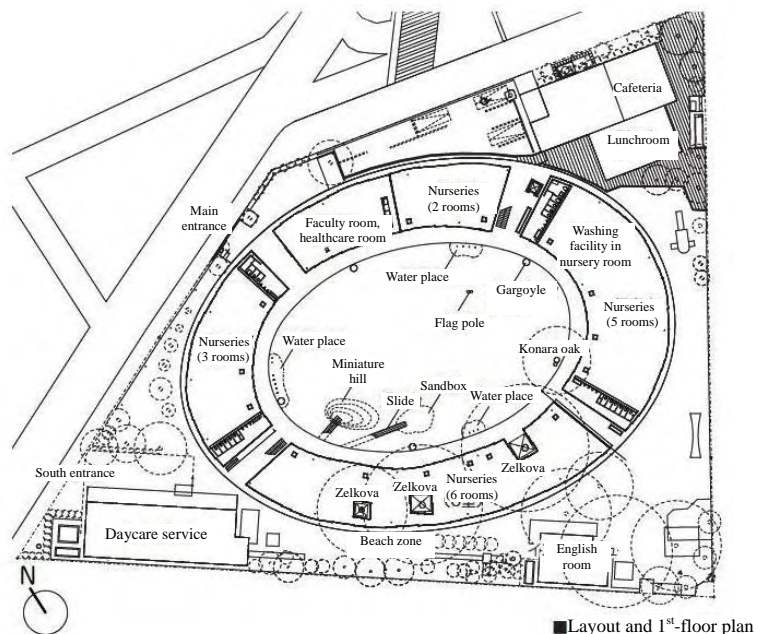 Cafeteria
Lunchroom
Nurseries
(2 rooms)
Main
entrance
Faculty room,
healthcare room
Washing
facility in
nursery room
Water place
Gargoyle
Flag pole
Nurseries
(5 rooms)
Nurseries
(3 rooms)
Water place
Konara oak
Miniature
hill
Slide
Sandbox
Water place
South entrance
Zelkova
Zelkova
Nurseries
(6 rooms)
Zelkova
Daycare service
Beach zone
English
room
N
■Layout and 1st-floor plan